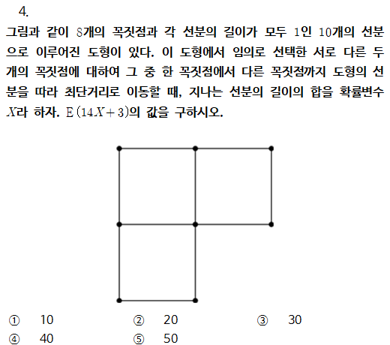 4.
그림과 같이 8개의 꼭짓점과 각 선분의 길이가 모두 1인 10개의 선분
으로 이루어진 도형이 있다. 이 도형에서 임의로 선택한 서로 다른 두
개의 꼭짓점에 대하여 그 중 한 꼭짓점에서 다른 꼭짓점까지 도형의 선
분을 따라 최단거리로 이동할 때, 지나는 선분의 길이의 합을 확률변수
X라 하자. E(14X+3)의 값을 구하시오.
① 10 ② 20 ③ 30
④ 40 ⑤ 50